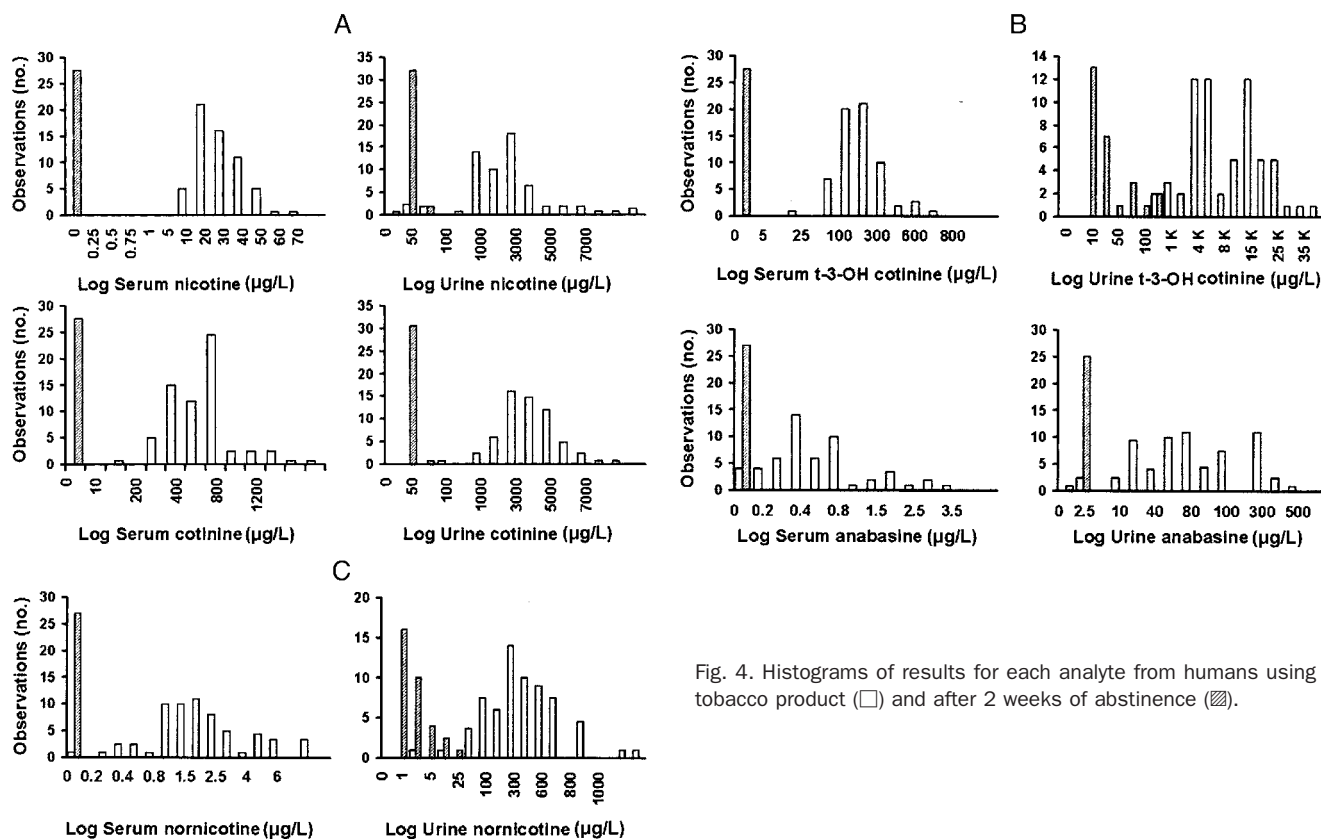 A
B
Observations (no.)
30
25
20
15
10
5
0
0 0.25 0.5 0.75 1 5 10 20 30 40 50 60 70
Log Serum nicotine (µg/L)
35
30
25
20
15
10
5
0
0 50 100 1000 3000 5000 7000
Log Urine nicotine (µg/L)
Observations (no.)
30
25
20
15
10
5
0
0 5 25 100 300 600 800
Log Serum t-3-OH cotinine (µg/L)
14
12
10
8
6
4
2
0
0 10 50 100 1 K 4 K 8 K 15 K 25 K 35 K
Log Urine t-3-OH cotinine (µg/L)
Observations (no.)
30
25
20
15
10
5
0
0 10 200 400 800 1200
Log Serum cotinine (µg/L)
35
30
25
20
15
10
5
0
0 50 100 1000 3000 5000 7000
Log Urine cotinine (µg/L)
Observations (no.)
30
25
20
15
10
5
0
0 0.2 0.4 0.8 1.5 2.5 3.5
Log Serum anabasine (µg/L)
30
25
20
15
10
5
0
0 2.5 10 40 80 100 300 500
Log Urine anabasine (µg/L)
C
Observations (no.)
30
25
20
15
10
5
0
0 0.2 0.4 0.8 1.5 2.5 4 6
Log Serum nornicotine (µg/L)
20
15
10
5
0
0 1 5 25 100 300 600 800 1000
Log Urine nornicotine (µg/L)
Fig. 4. Histograms of results for each analyte from humans using
tobacco product (□) and after 2 weeks of abstinence (▨).